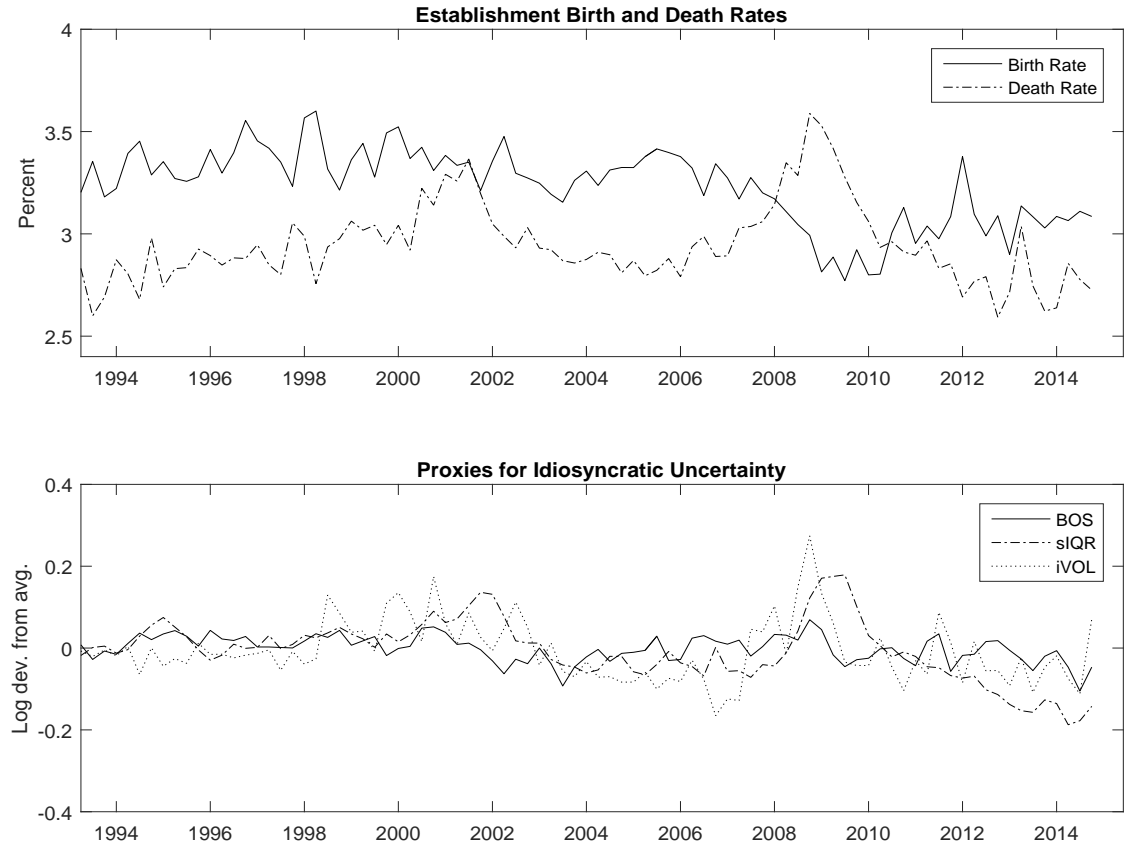 Establishment Birth and Death Rates
4
3.5
3
2.5
Percent
Birth Rate
Death Rate
1994 1996 1998 2000 2002 2004 2006 2008 2010 2012 2014
Proxies for Idiosyncratic Uncertainty
0.4
0.2
0
-0.2
-0.4
Log dev. from avg.
BOS
sIQR
iVOL
1994 1996 1998 2000 2002 2004 2006 2008 2010 2012 2014